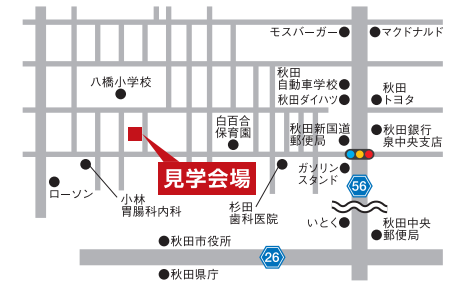 モスバーガー
マクドナルド
秋田
自動車学校
八橋小学校
秋田
トヨタ
秋田ダイハツ
白百合
保育園
秋田新国道
郵便局
秋田銀行
泉中央支店
見学会場
ガソリン
スタンド
56
ローソン
小林
胃腸科内科
杉田
歯科医院
いとく
秋田中央
郵便局
秋田市役所
26
秋田県庁